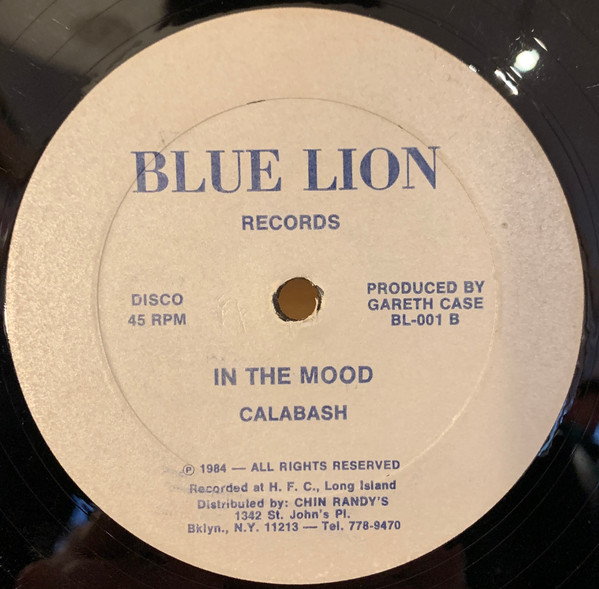 BLUE LION
RECORDS
DISCO
45 RPM
PRODUCED BY
GARETH CASE
BL-001 B
IN THE MOOD
CALABASH
℗ 1984 — ALL RIGHTS RESERVED
Recorded at H. F. C., Long Island
Distributed by: CHIN RANDY'S
1342 St. John's Pl.
Bklyn., N.Y. 11213 — Tel. 778-9470